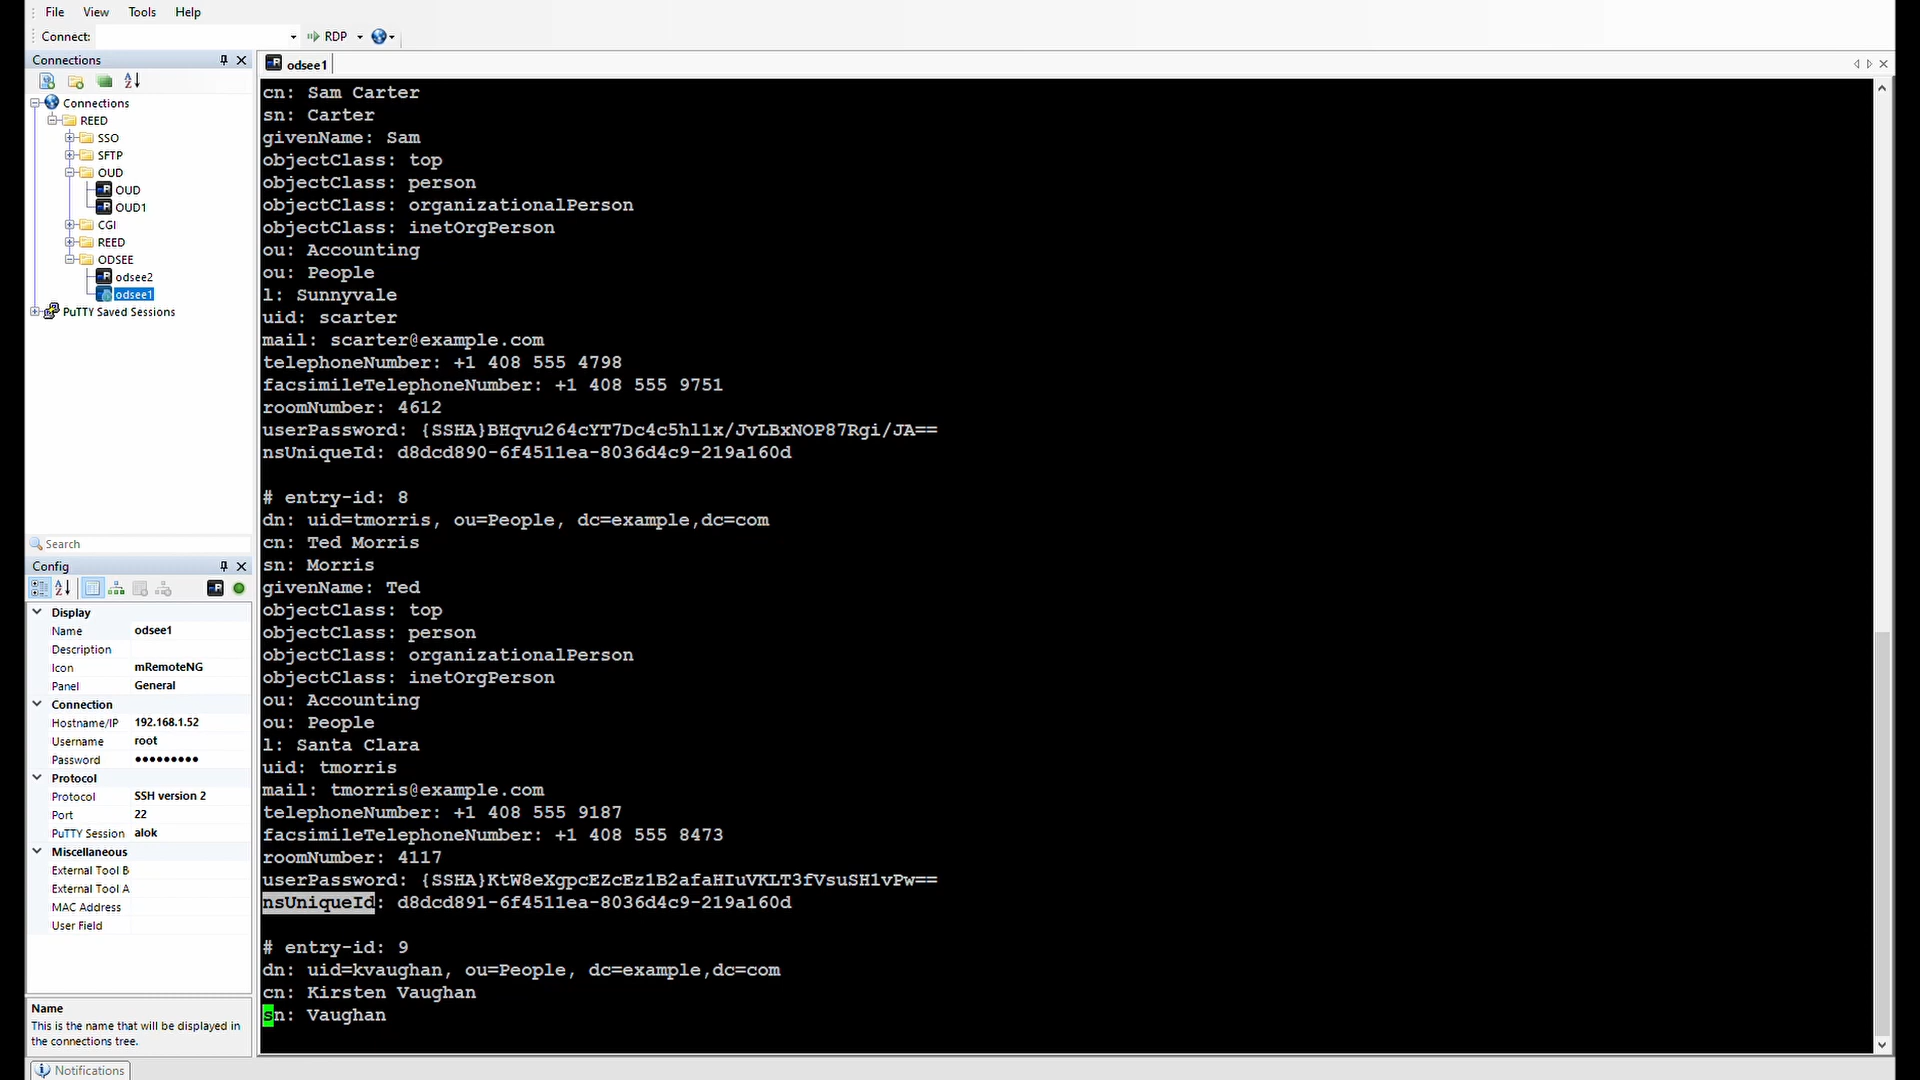 File View Tools Help
Connect: RDP
Connections
odsee1
Connections
REED
SSO
SFTP
OUD
OUD
OUD1
CGI
REED
ODSEE
odsee2
odsee1
PuTTY Saved Sessions
Search
Config
Display
Name odsee1
Description
Icon mRemoteNG
Panel General
Connection
Hostname/IP 192.168.1.52
Username root
Password ●●●●●●●●●
Protocol
Protocol SSH version 2
Port 22
PuTTY Session alok
Miscellaneous
External Tool B
External Tool A
MAC Address
User Field
Name
This is the name that will be displayed in
the connections tree.
Notifications
cn: Sam Carter
sn: Carter
givenName: Sam
objectClass: top
objectClass: person
objectClass: organizationalPerson
objectClass: inetOrgPerson
ou: Accounting
ou: People
l: Sunnyvale
uid: scarter
mail: scarter@example.com
telephoneNumber: +1 408 555 4798
facsimileTelephoneNumber: +1 408 555 9751
roomNumber: 4612
userPassword: {SSHA}BHqvu264cYT7Dc4c5hl1x/JvLBxNOP87Rgi/JA==
nsUniqueId: d8dcd890-6f4511ea-8036d4c9-219a160d
# entry-id: 8
dn: uid=tmorris, ou=People, dc=example,dc=com
cn: Ted Morris
sn: Morris
givenName: Ted
objectClass: top
objectClass: person
objectClass: organizationalPerson
objectClass: inetOrgPerson
ou: Accounting
ou: People
l: Santa Clara
uid: tmorris
mail: tmorris@example.com
telephoneNumber: +1 408 555 9187
facsimileTelephoneNumber: +1 408 555 8473
roomNumber: 4117
userPassword: {SSHA}KtW8eXgpcEZcEz1B2afaHIuVKLT3fVsuSH1vPw==
nsUniqueId: d8dcd891-6f4511ea-8036d4c9-219a160d
# entry-id: 9
dn: uid=kvaughan, ou=People, dc=example,dc=com
cn: Kirsten Vaughan
sn: Vaughan